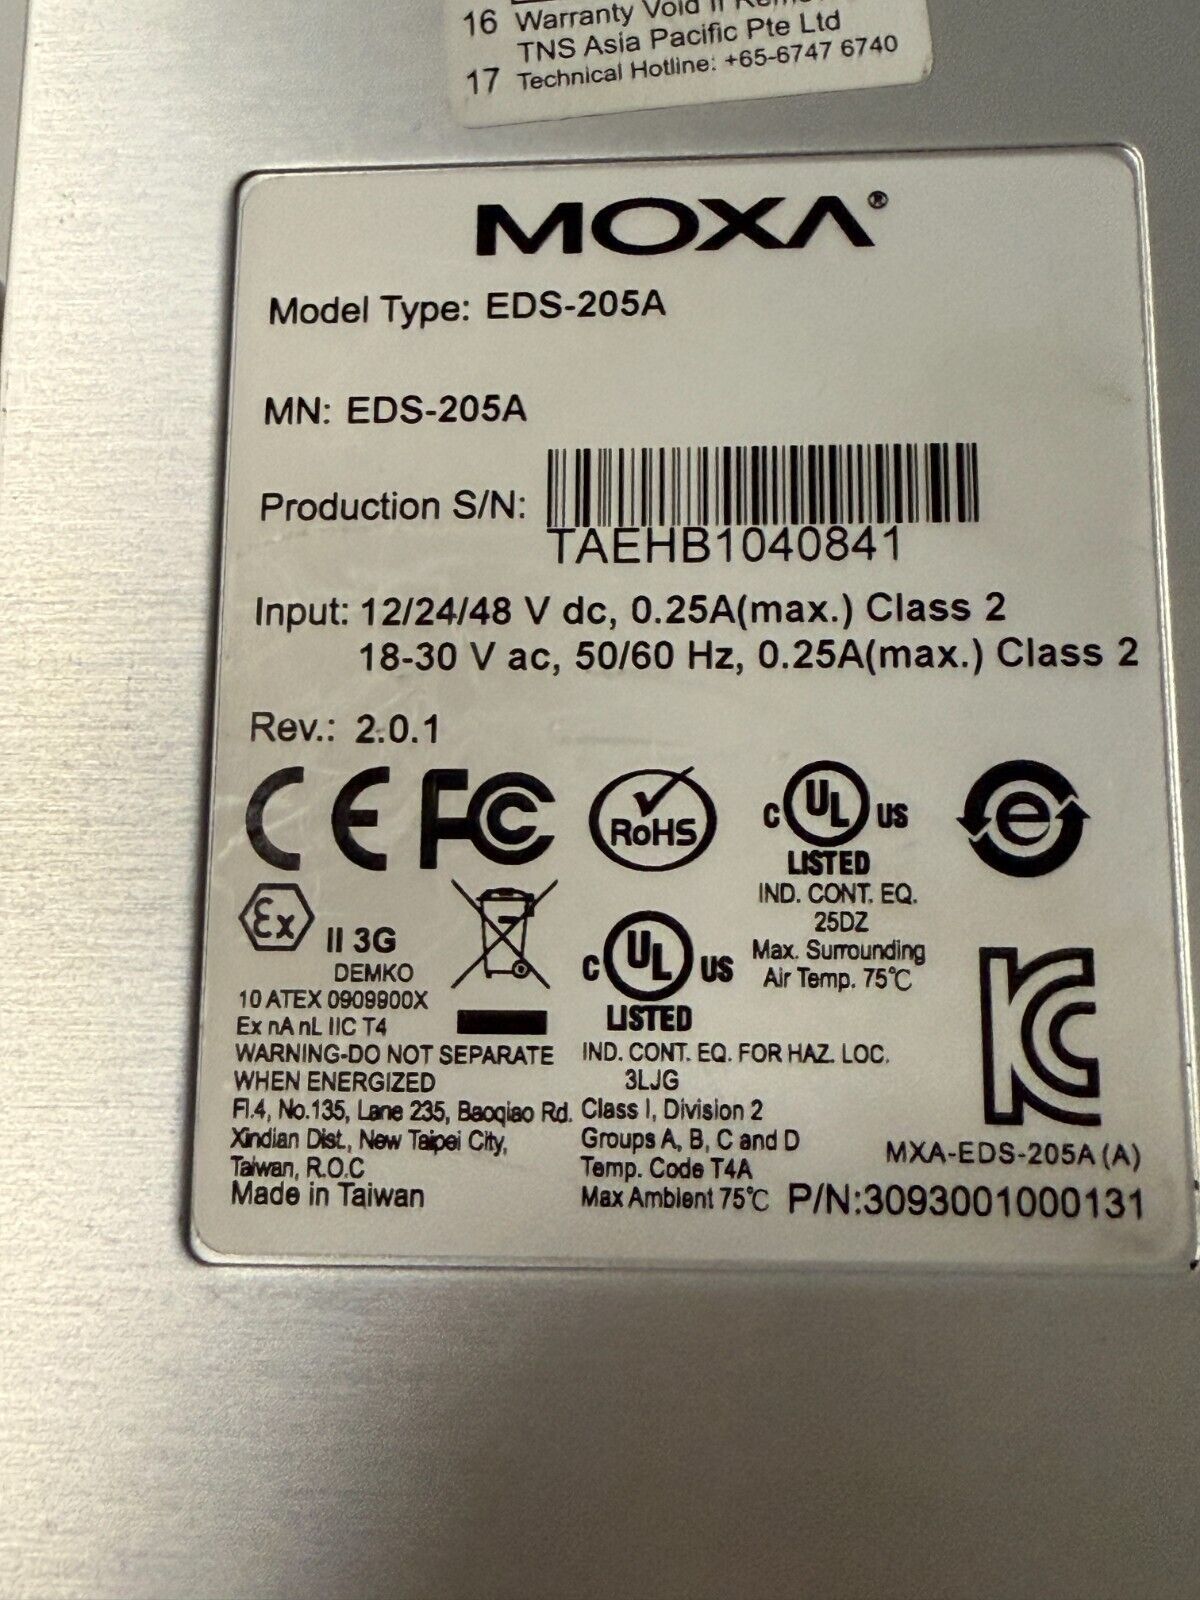 16 Warranty Void If
TNS Asia Pacific Pte Ltd
17 Technical Hotline: +65-6747 6740
MOXA®
Model Type: EDS-205A
MN: EDS-205A
Production S/N:
TAEHB1040841
Input: 12/24/48 V dc, 0.25A(max.) Class 2
18-30 V ac, 50/60 Hz, 0.25A(max.) Class 2
Rev.: 2.0.1
CE FC
RoHS
C UL US
LISTED
IND. CONT. EQ.
25DZ
Max. Surrounding
Air Temp. 75℃
e
Ex II 3G
DEMKO
10 ATEX 0909900X
Ex nA nL IIC T4
WARNING-DO NOT SEPARATE
WHEN ENERGIZED
Fl.4, No.135, Lane 235, Baoqiao Rd.
Xindian Dist., New Taipei City,
Taiwan, R.O.C
Made in Taiwan
C UL US
LISTED
IND. CONT. EQ. FOR HAZ. LOC.
3LJG
Class I, Division 2
Groups A, B, C and D
Temp. Code T4A
Max Ambient 75℃
KC
MXA-EDS-205A (A)
P/N:3093001000131